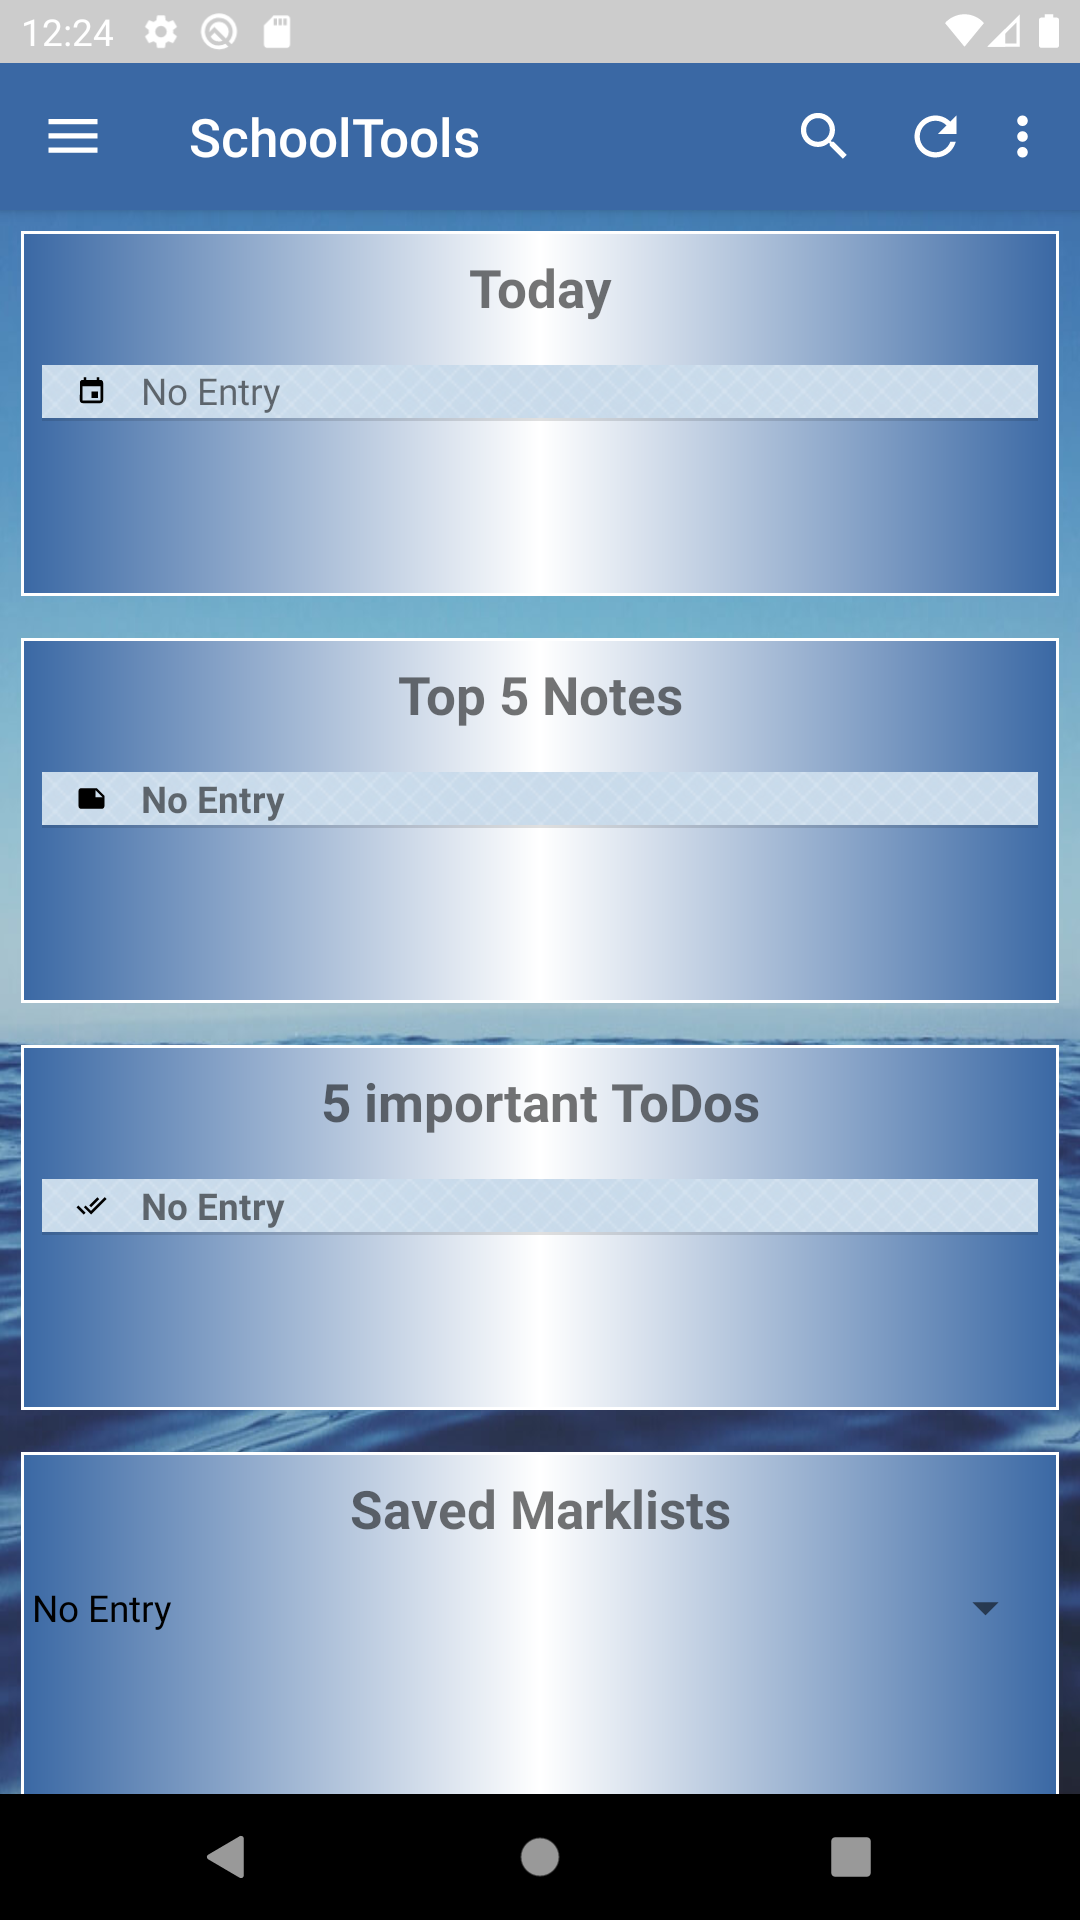 12:24
SchoolTools
Today
No Entry
Top 5 Notes
No Entry
5 important ToDos
No Entry
Saved Marklists
No Entry